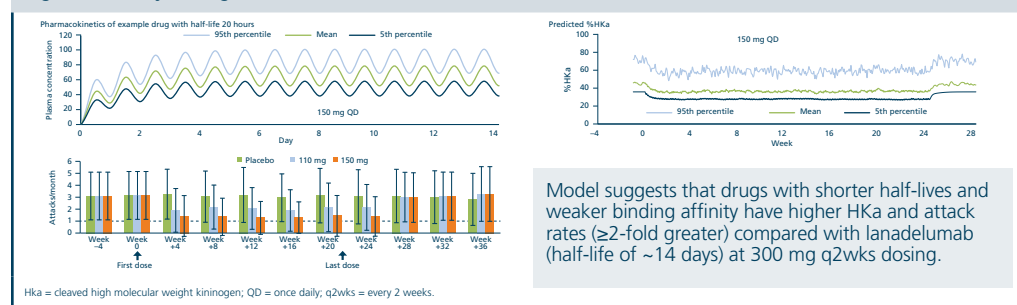 Pharmacokinetics of example drug with half-life 20 hours
Plasma concentration
120
100
80
60
40
20
0
95th percentile Mean 5th percentile
150 mg QD
0 2 4 6 8 10 12 14
Day
Predicted %HKa
%HKa
100
80
60
40
20
0
150 mg QD
95th percentile Mean 5th percentile
−4 0 4 8 12 16 20 24 28
Week
Attacks/month
6
5
4
3
2
1
1
0
Placebo 110 mg 150 mg
Week Week Week Week Week Week Week Week Week Week Week
−4 0 +4 +8 +12 +16 +20 +24 +28 +32 +36
First dose Last dose
Model suggests that drugs with shorter half-lives and
weaker binding affinity have higher HKa and attack
rates (≥2-fold greater) compared with lanadelumab
(half-life of ~14 days) at 300 mg q2wks dosing.
Hka = cleaved high molecular weight kininogen; QD = once daily; q2wks = every 2 weeks.